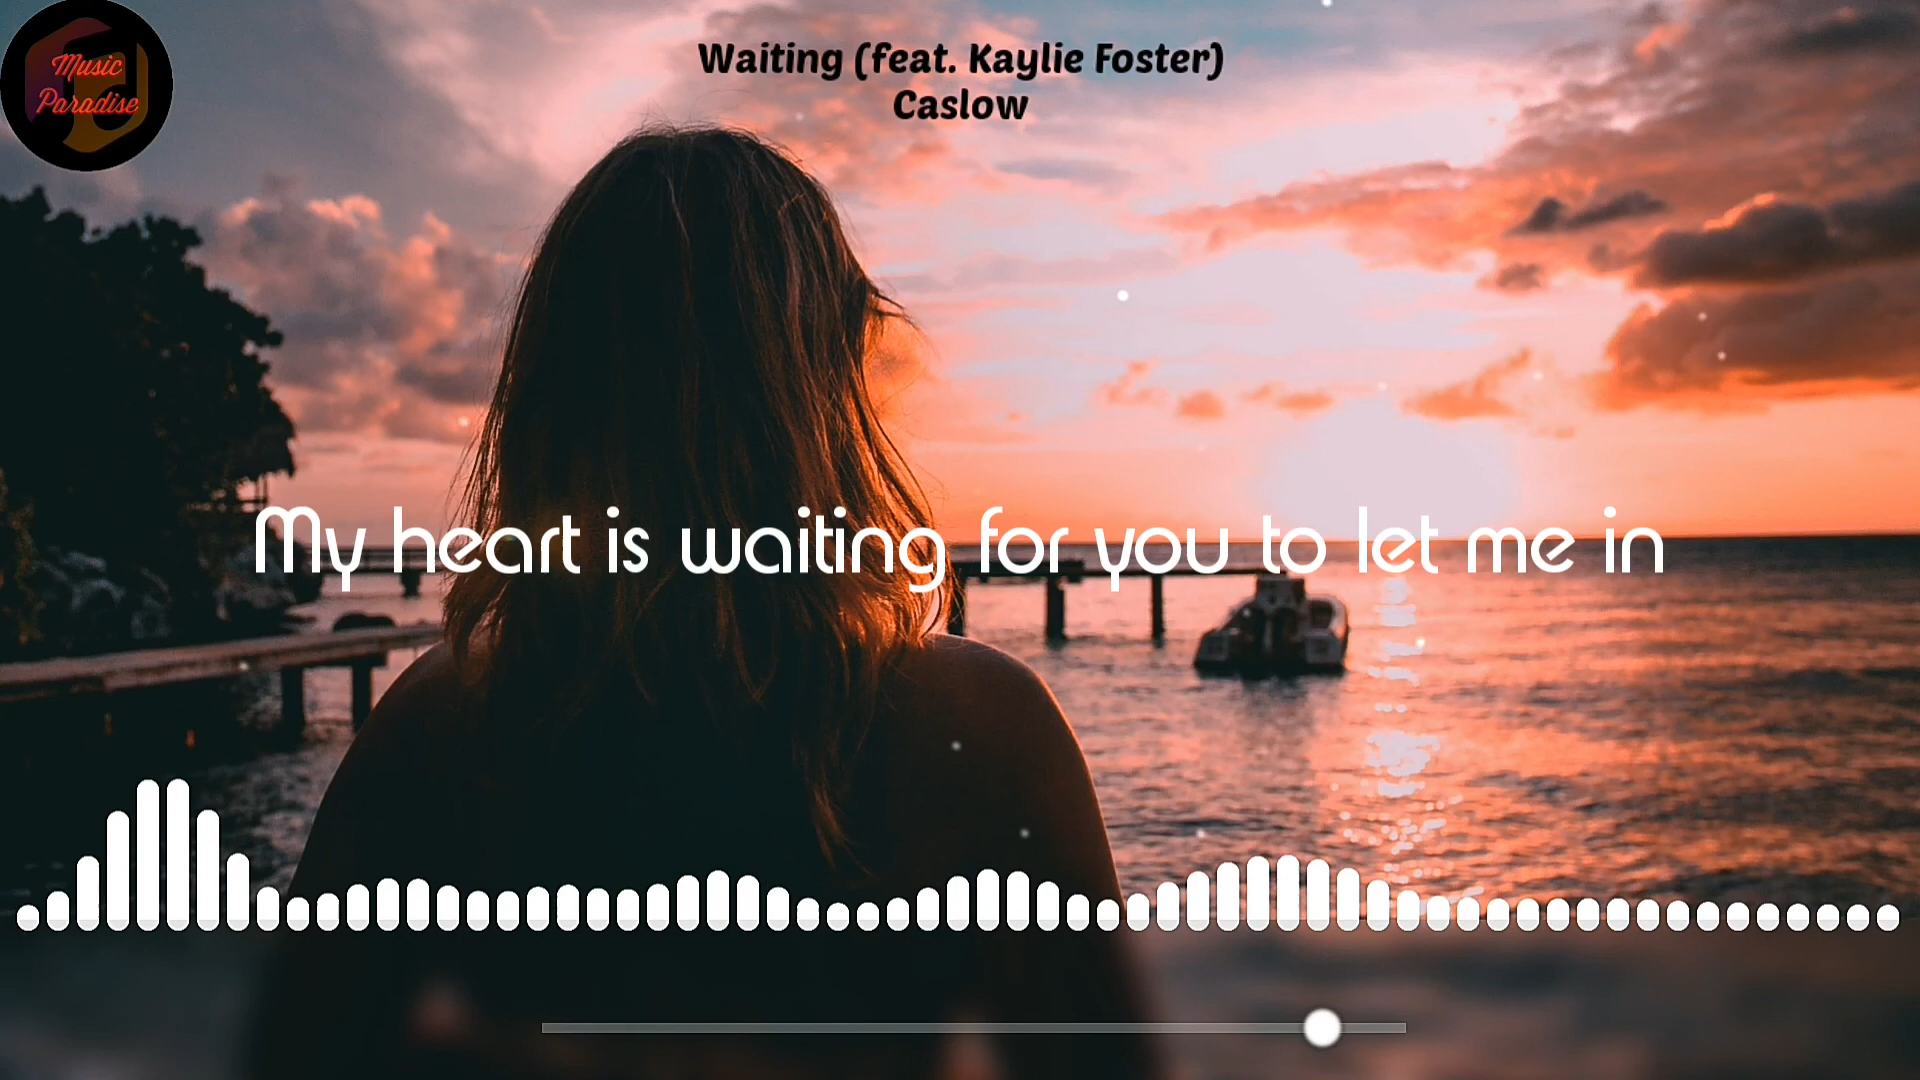 Music
Paradise
Waiting (feat. Kaylie Foster)
Caslow
My heart is waiting for you to let me in